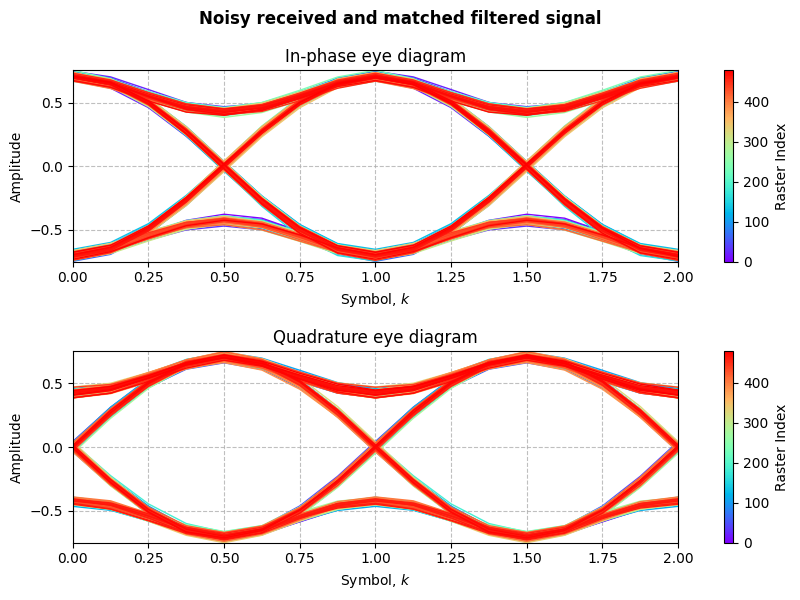 Noisy received and matched filtered signal
In-phase eye diagram
Amplitude
0.5
0.0
−0.5
0.00 0.25 0.50 0.75 1.00 1.25 1.50 1.75 2.00
Symbol, k
400
300
200
100
0
Raster Index
Quadrature eye diagram
Amplitude
0.5
0.0
−0.5
0.00 0.25 0.50 0.75 1.00 1.25 1.50 1.75 2.00
Symbol, k
400
300
200
100
0
Raster Index